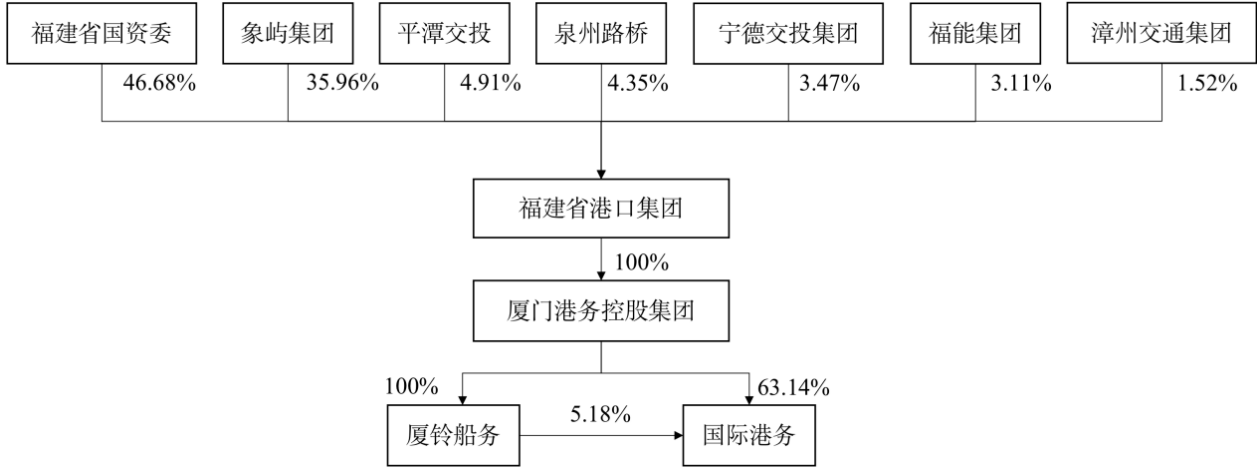 福建省国资委 象屿集团 平潭交投 泉州路桥 宁德交投集团 福能集团 漳州交通集团
46.68% 35.96% 4.91% 4.35% 3.47% 3.11% 1.52%
福建省港口集团
100%
厦门港务控股集团
100% 63.14%
厦铃船务 5.18% 国际港务